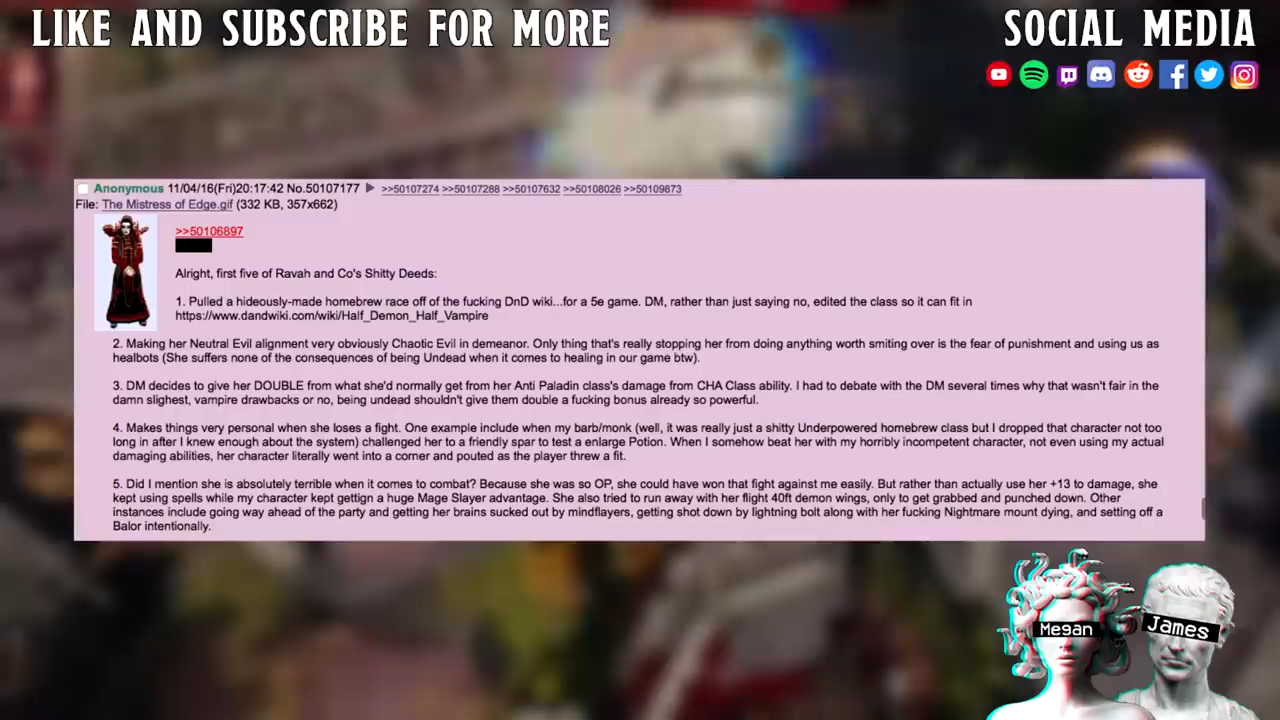 LIKE AND SUBSCRIBE FOR MORE
SOCIAL MEDIA
Anonymous 11/04/16(Fri)20:17:42 No.50107177 ▶ >>50107274 >>50107288 >>50107632 >>50108026 >>50109873
File: The Mistress of Edge.gif (332 KB, 357x662)
>>50106897
Alright, first five of Ravah and Co's Shitty Deeds:
1. Pulled a hideously-made homebrew race off of the fucking DnD wiki...for a 5e game. DM, rather than just saying no, edited the class so it can fit in
https://www.dandwiki.com/wiki/Half_Demon_Half_Vampire
2. Making her Neutral Evil alignment very obviously Chaotic Evil in demeanor. Only thing that's really stopping her from doing anything worth smiting over is the fear of punishment and using us as
healbots (She suffers none of the consequences of being Undead when it comes to healing in our game btw).
3. DM decides to give her DOUBLE from what she'd normally get from her Anti Paladin class's damage from CHA Class ability. I had to debate with the DM several times why that wasn't fair in the
damn slighest, vampire drawbacks or no, being undead shouldn't give them double a fucking bonus already so powerful.
4. Makes things very personal when she loses a fight. One example include when my barb/monk (well, it was really just a shitty Underpowered homebrew class but I dropped that character not too
long in after I knew enough about the system) challenged her to a friendly spar to test a enlarge Potion. When I somehow beat her with my horribly incompetent character, not even using my actual
damaging abilities, her character literally went into a corner and pouted as the player threw a fit.
5. Did I mention she is absolutely terrible when it comes to combat? Because she was so OP, she could have won that fight against me easily. But rather than actually use her +13 to damage, she
kept using spells while my character kept gettign a huge Mage Slayer advantage. She also tried to run away with her flight 40ft demon wings, only to get grabbed and punched down. Other
instances include going way ahead of the party and getting her brains sucked out by mindflayers, getting shot down by lightning bolt along with her fucking Nightmare mount dying, and setting off a
Balor intentionally.
Megan
James